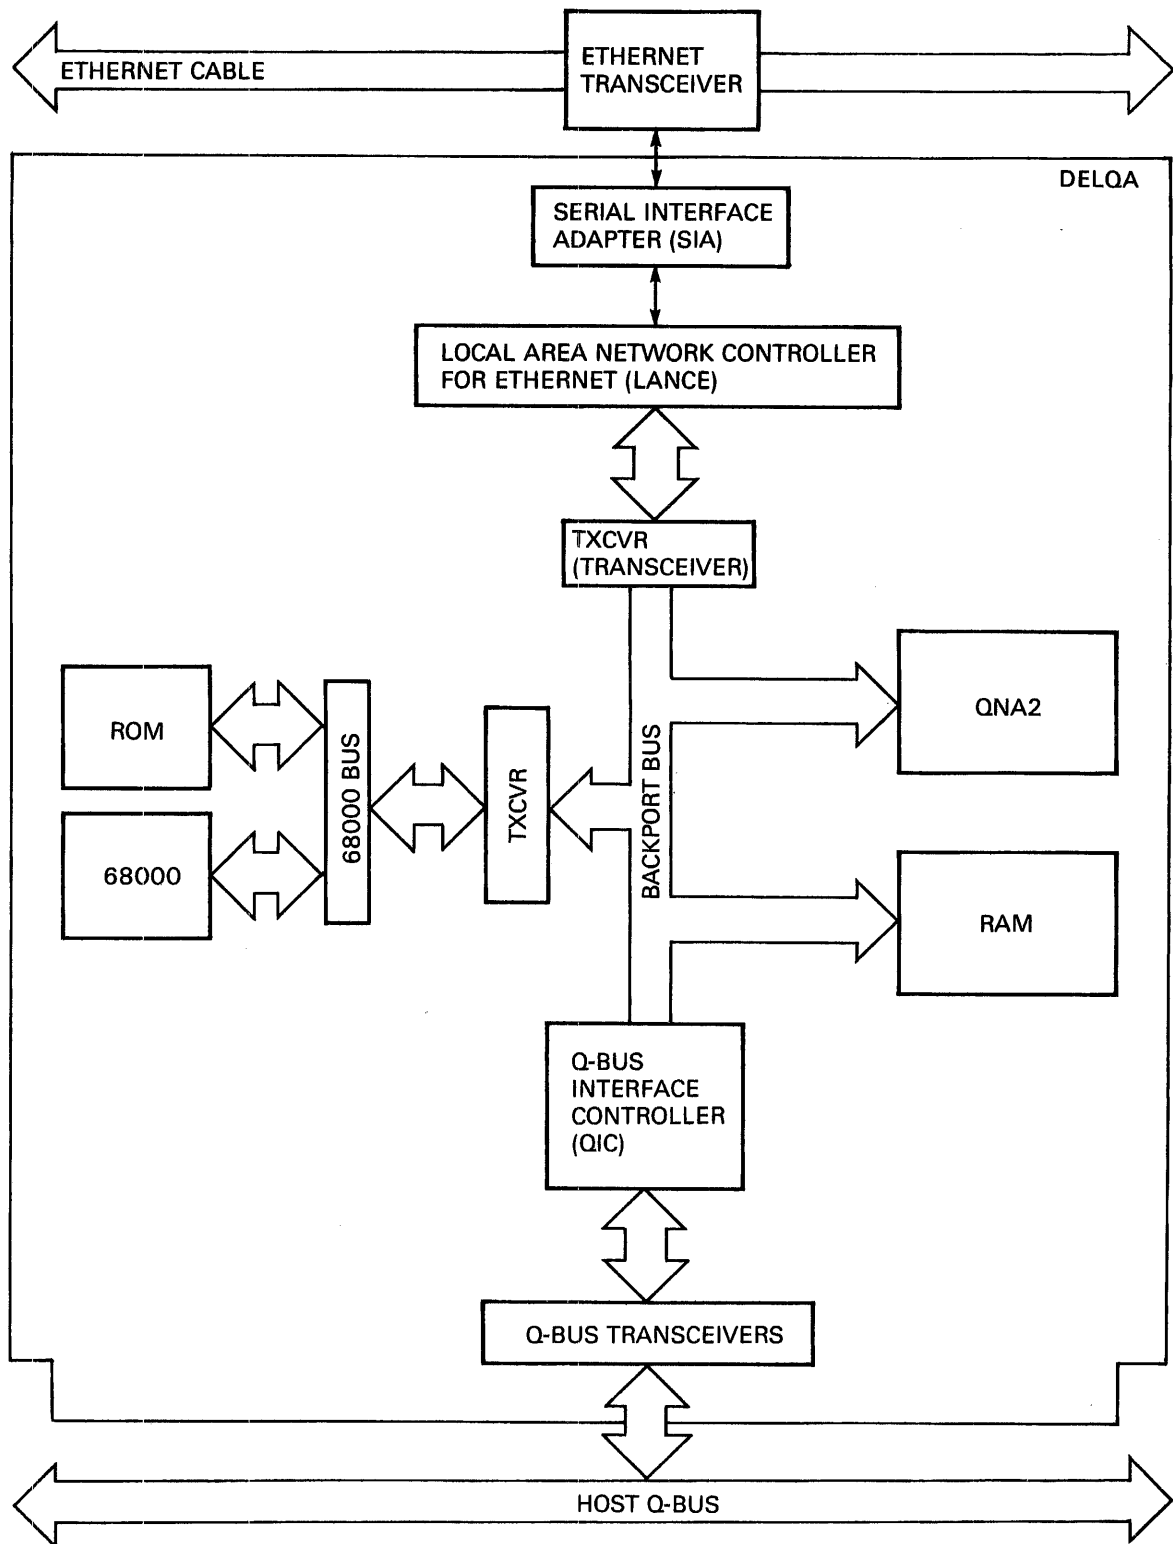 ETHERNET
TRANSCEIVER
ETHERNET CABLE
DELQA
SERIAL INTERFACE
ADAPTER (SIA)
LOCAL AREA NETWORK CONTROLLER
FOR ETHERNET (LANCE)
TXCVR
(TRANSCEIVER)
ROM
68000
68000 BUS
TXCVR
BACKPORT BUS
QNA2
RAM
Q-BUS
INTERFACE
CONTROLLER
(QIC)
Q-BUS TRANSCEIVERS
HOST Q-BUS